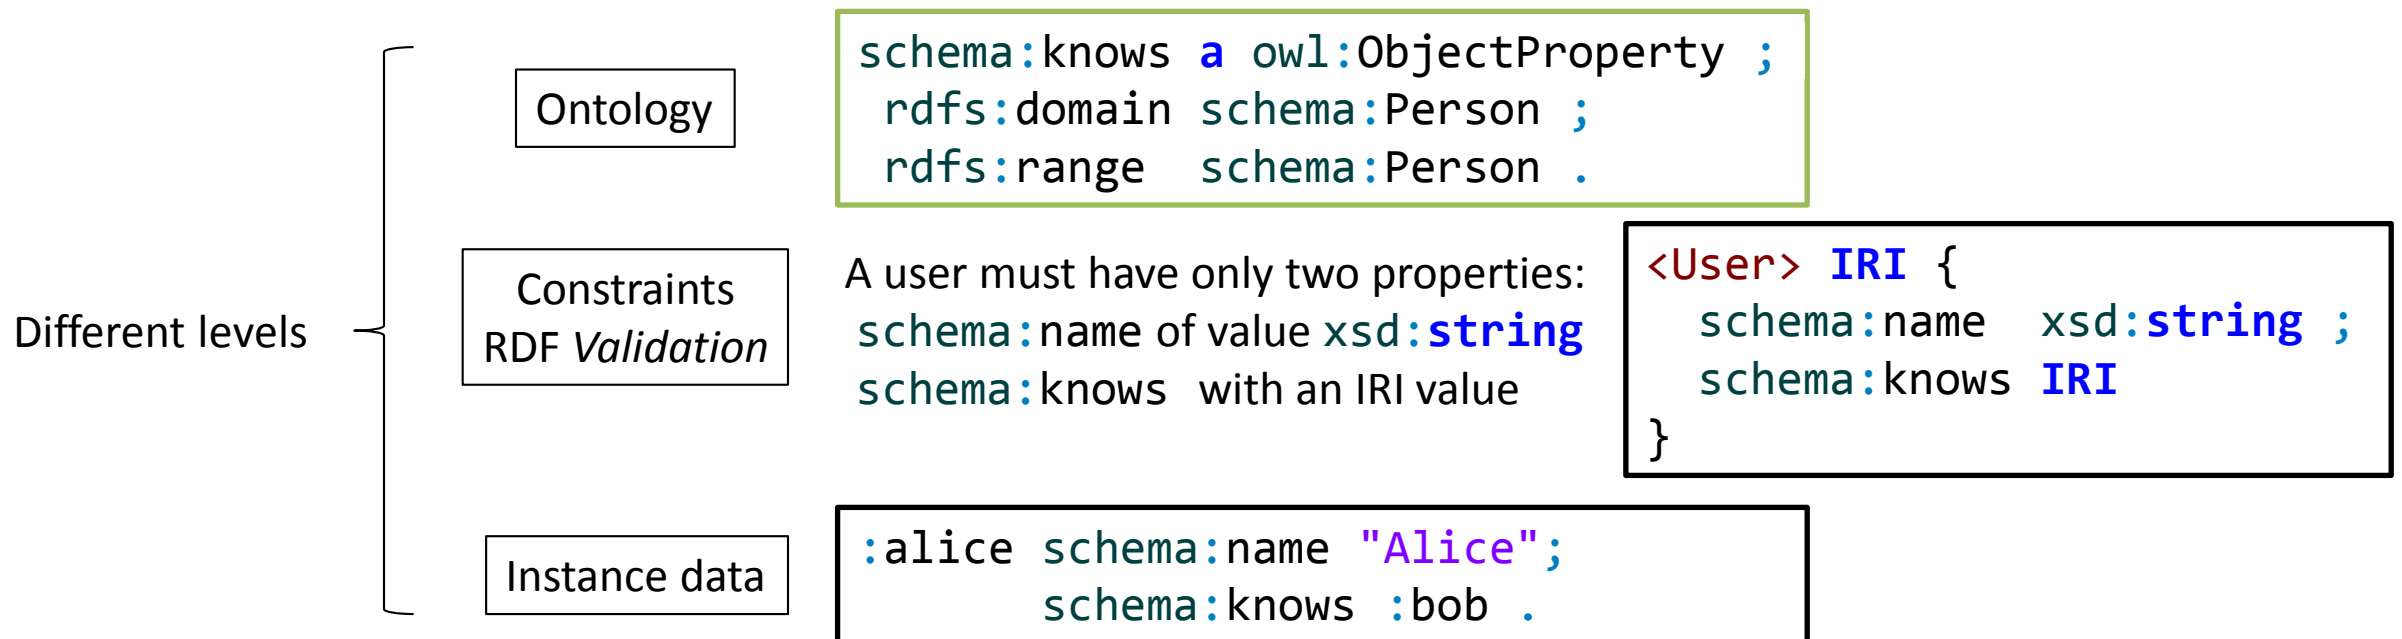 Different levels
Ontology
schema:knows a owl:ObjectProperty ;
rdfs:domain schema:Person ;
rdfs:range schema:Person .
Constraints
RDF Validation
A user must have only two properties:
schema:name of value xsd:string
schema:knows with an IRI value
<User> IRI {
schema:name xsd:string ;
schema:knows IRI
}
Instance data
:alice schema:name "Alice";
schema:knows :bob .